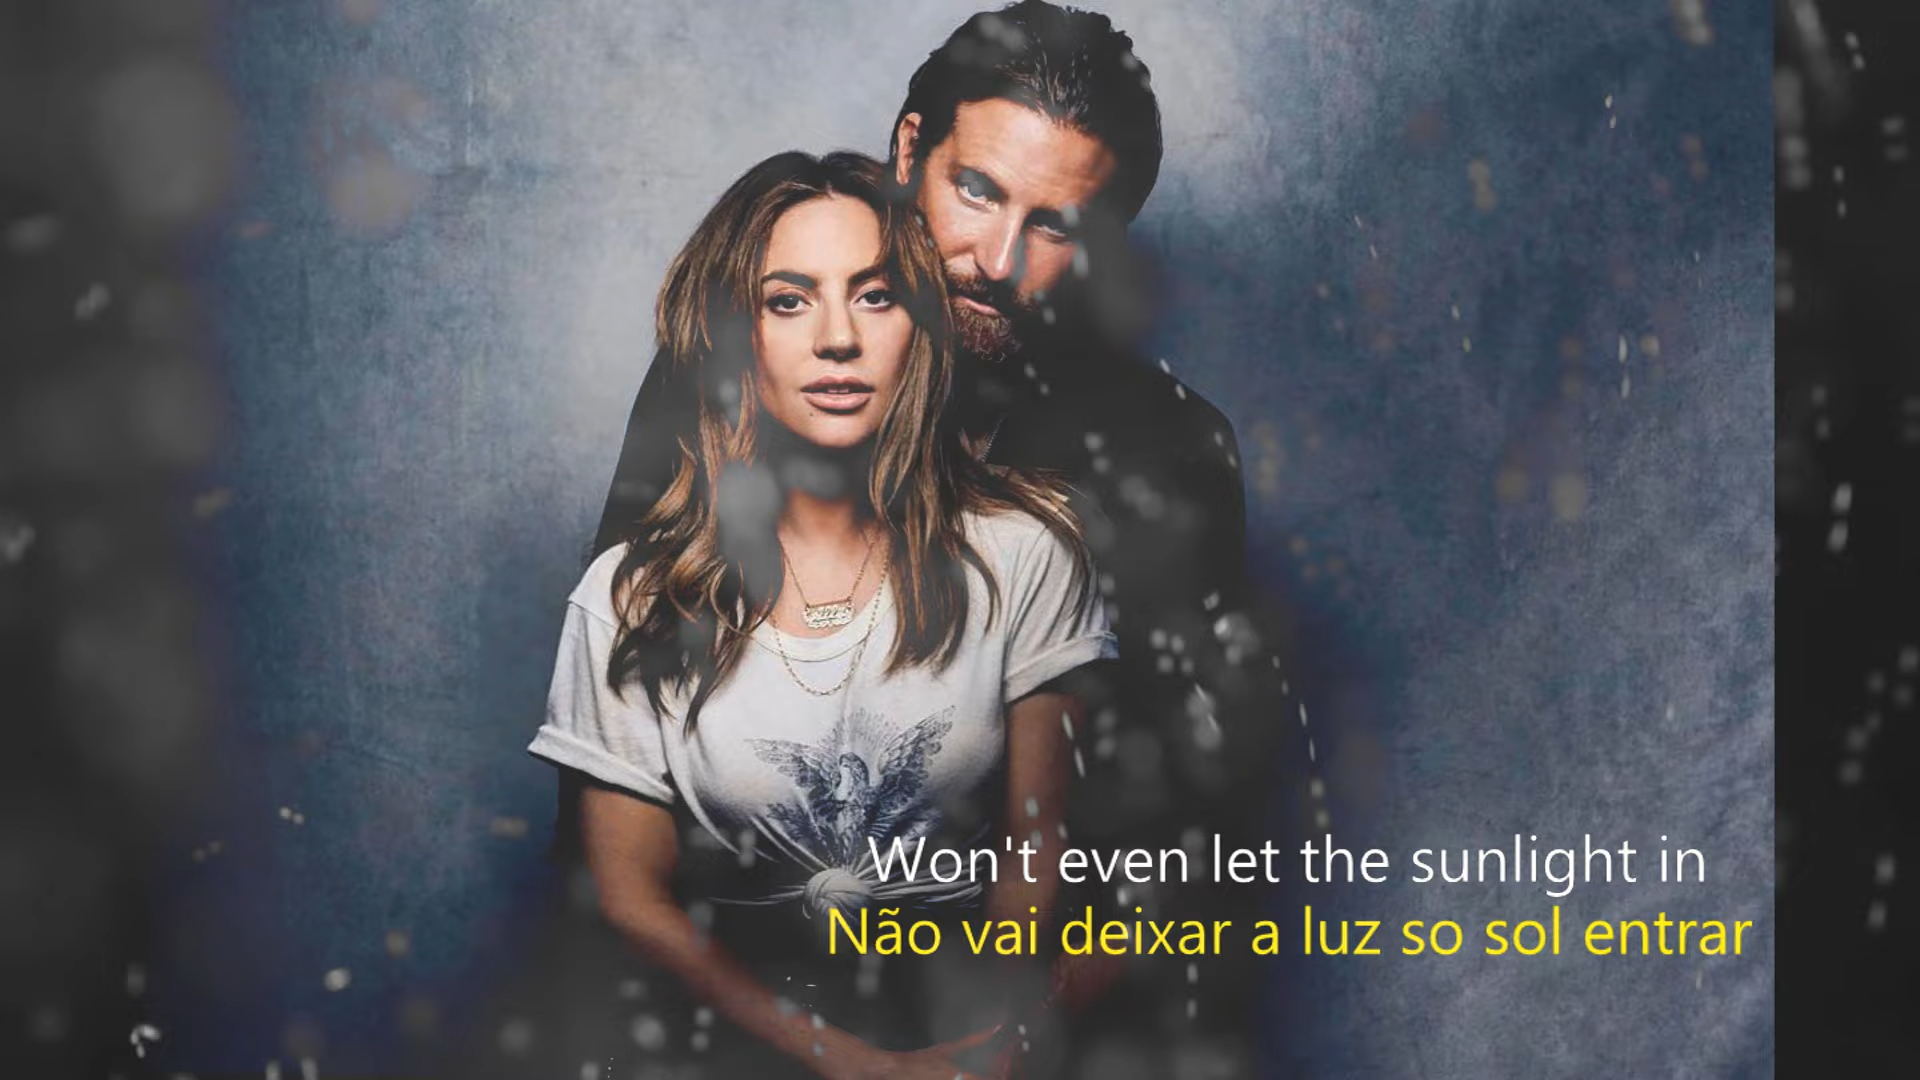 Won't even let the sunlight in
Não vai deixar a luz so sol entrar